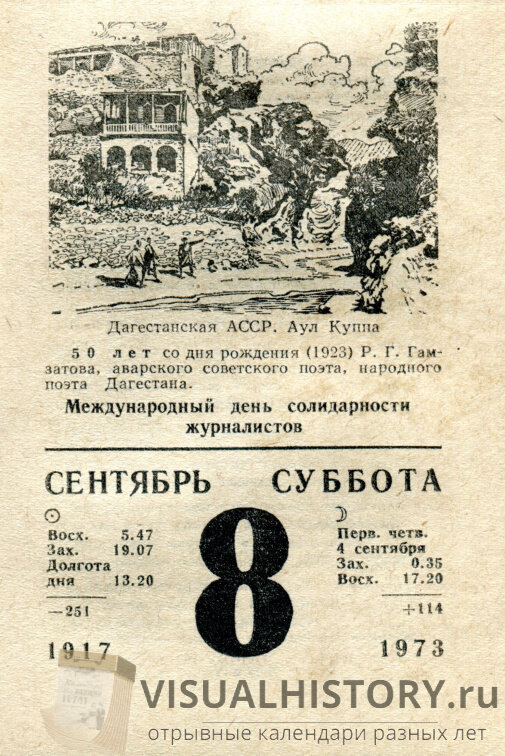 Дагестанская АССР. Аул Куппа
50 лет со дня рождения (1923) Р. Г. Гам-
затова, аварского советского поэта, народного
поэта Дагестана.
Международный день солидарности
журналистов
СЕНТЯБРЬ СУББОТА
8
Восх. 5.47
Зах. 19.07
Долгота
дня 13.20
—251
1917
Перв. четв.
4 сентября
Зах. 0.35
Восх. 17.20
+114
1973
VISUALHISTORY.ru
отрывные календари разных лет